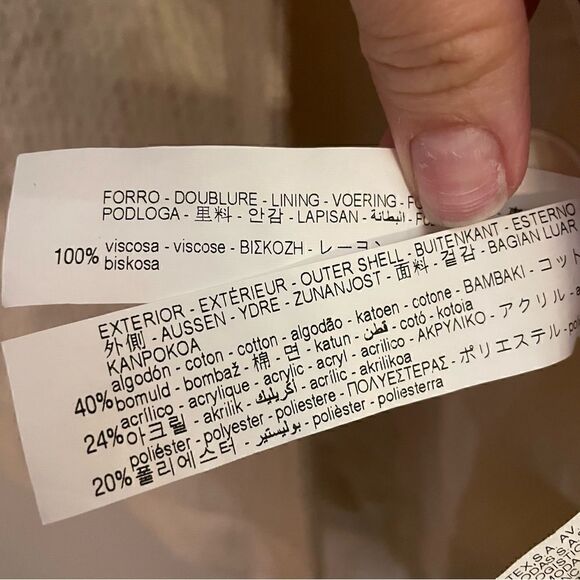 FORRO - DOUBLURE - LINING - VOERING -
PODLOGA - 里料 - 안감 - LAPISAN - البطانة -
100% viscosa - viscose - ΒΙΣΚΟΖΗ - レーヨン
biskosa
EXTERIOR - EXTÉRIEUR - OUTER SHELL - BUITENKANT - ESTERNO
外側 - AUSSEN - YDRE - ZUNANJOST - 面料 - 겉감 - BAGIAN LUAR
KANPOKOA
algodón - coton - cotton - algodão - katoen - cotone - ΒΑΜΒΑΚΙ - コット
40% bomuld - bombaž - 棉 - 면 - katun - قطن - cotó - kotoia
acrílico - acrylique - acrylic - acryl - acrilico - ΑΚΡΥΛΙΚΟ - アクリル -
24% 아크릴 - akrilik - أكريليك - acrílic - akrilikoa
poliéster - polyester - poliestere - ΠΟΛΥΕΣΤΕΡΑΣ - ポリエステル -
20% 폴리에스터 - بوليستير - polièster - poliesterra